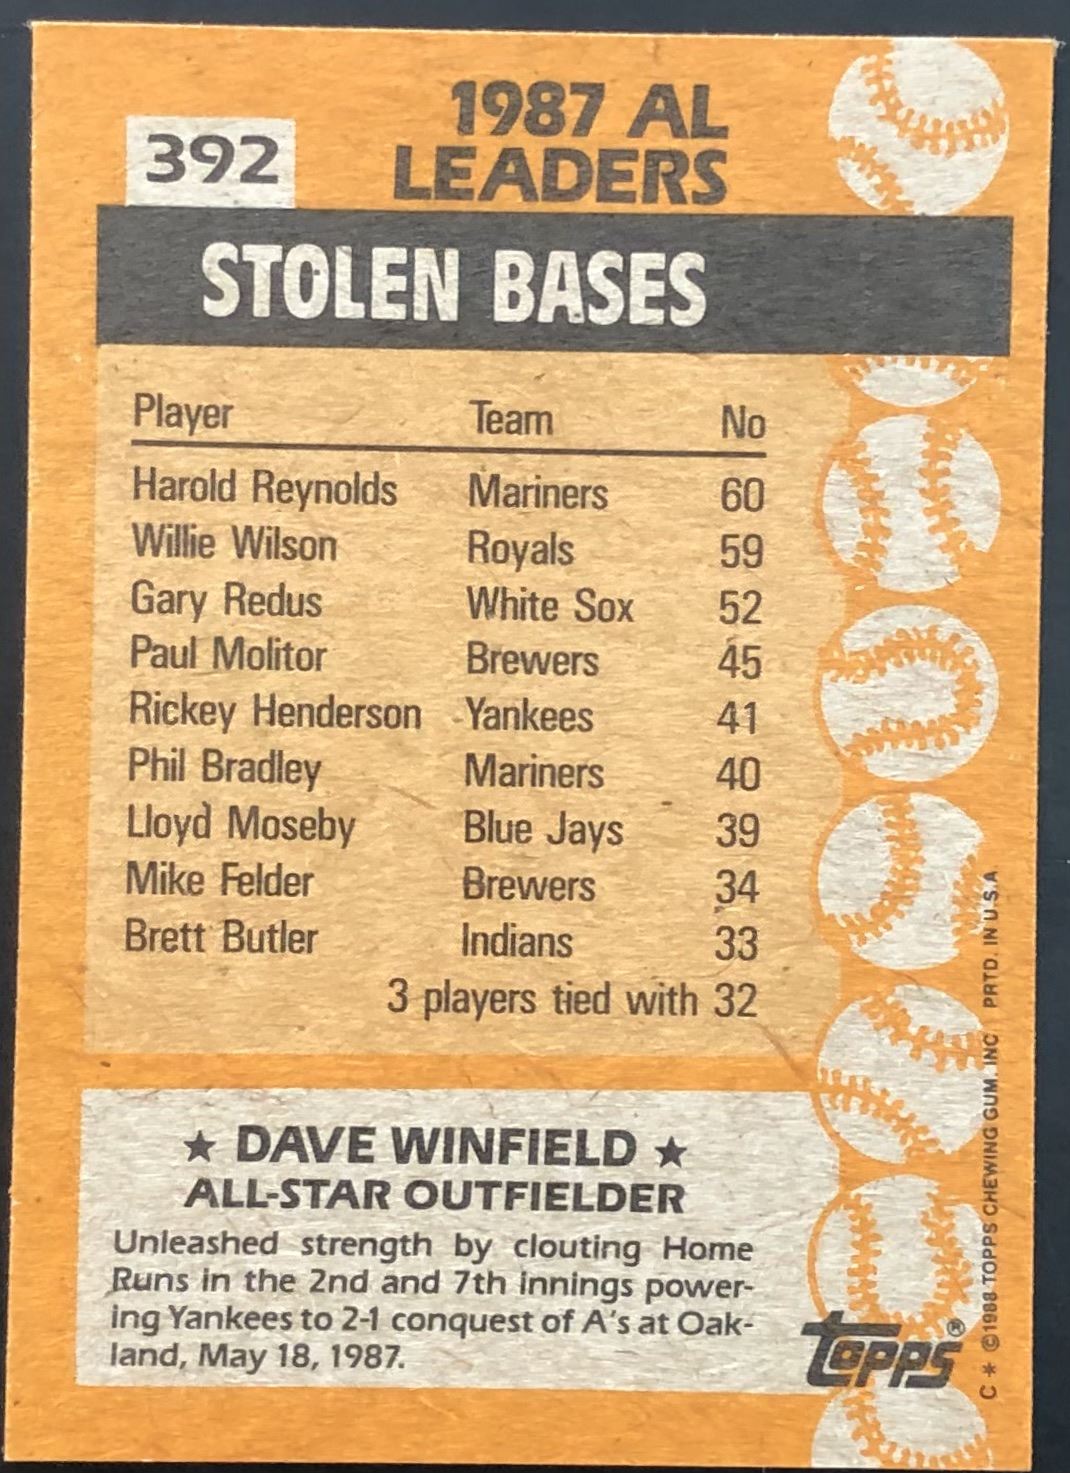 392
1987 AL
LEADERS
STOLEN BASES
Player Team No
Harold Reynolds Mariners 60
Willie Wilson Royals 59
Gary Redus White Sox 52
Paul Molitor Brewers 45
Rickey Henderson Yankees 41
Phil Bradley Mariners 40
Lloyd Moseby Blue Jays 39
Mike Felder Brewers 34
Brett Butler Indians 33
3 players tied with 32
★ DAVE WINFIELD ★
ALL-STAR OUTFIELDER
Unleashed strength by clouting Home
Runs in the 2nd and 7th innings power-
ing Yankees to 2-1 conquest of A's at Oak-
land, May 18, 1987.
Topps®
C * ©1988 TOPPS CHEWING GUM, INC PRTD. IN U.S.A